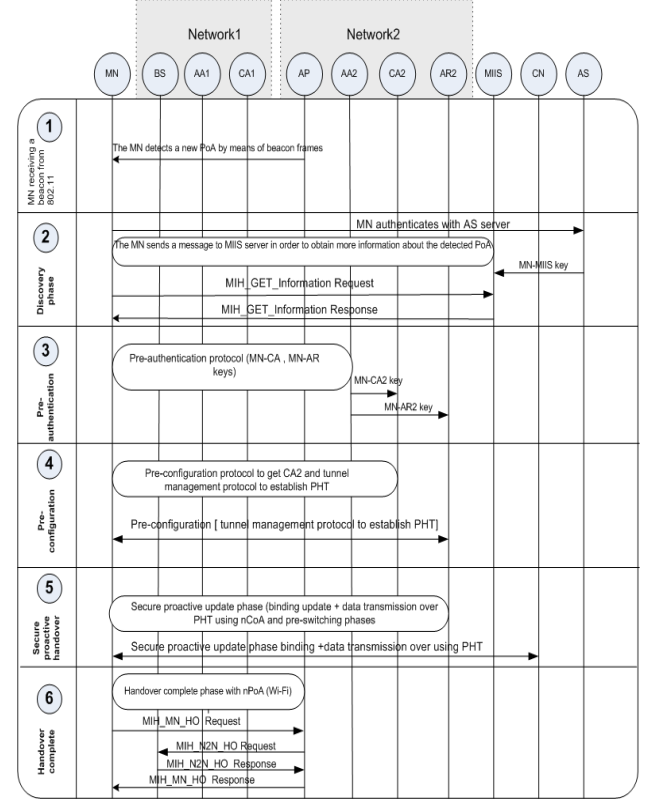 Network1
Network2
MN
BS
AA1
CA1
AP
AA2
CA2
AR2
MIIS
CN
AS
1
MN receiving a
beacon from
802.11
The MN detects a new PoA by means of beacon frames
2
Discovery
phase
MN authenticates with AS server
The MN sends a message to MIIS server in order to obtain more information about the detected PoA
MN-MIIS key
MIH_GET_Information Request
MIH_GET_Information Response
3
Pre-
authentication
Pre-authentication protocol (MN-CA , MN-AR
keys)
MN-CA2 key
MN-AR2 key
4
Pre-
configuration
Pre-configuration protocol to get CA2 and tunnel
management protocol to establish PHT
Pre-configuration [ tunnel management protocol to establish PHT]
5
Secure
proactive
handover
Secure proactive update phase (binding update + data transmission over
PHT using nCoA and pre-switching phases
Secure proactive update phase binding +data transmission over using PHT
6
Handover
complete
Handover complete phase with nPoA (Wi-Fi)
MIH_MN_HO_Request
MIH_N2N_HO Request
MIH_N2N_HO Response
MIH_MN_HO Response